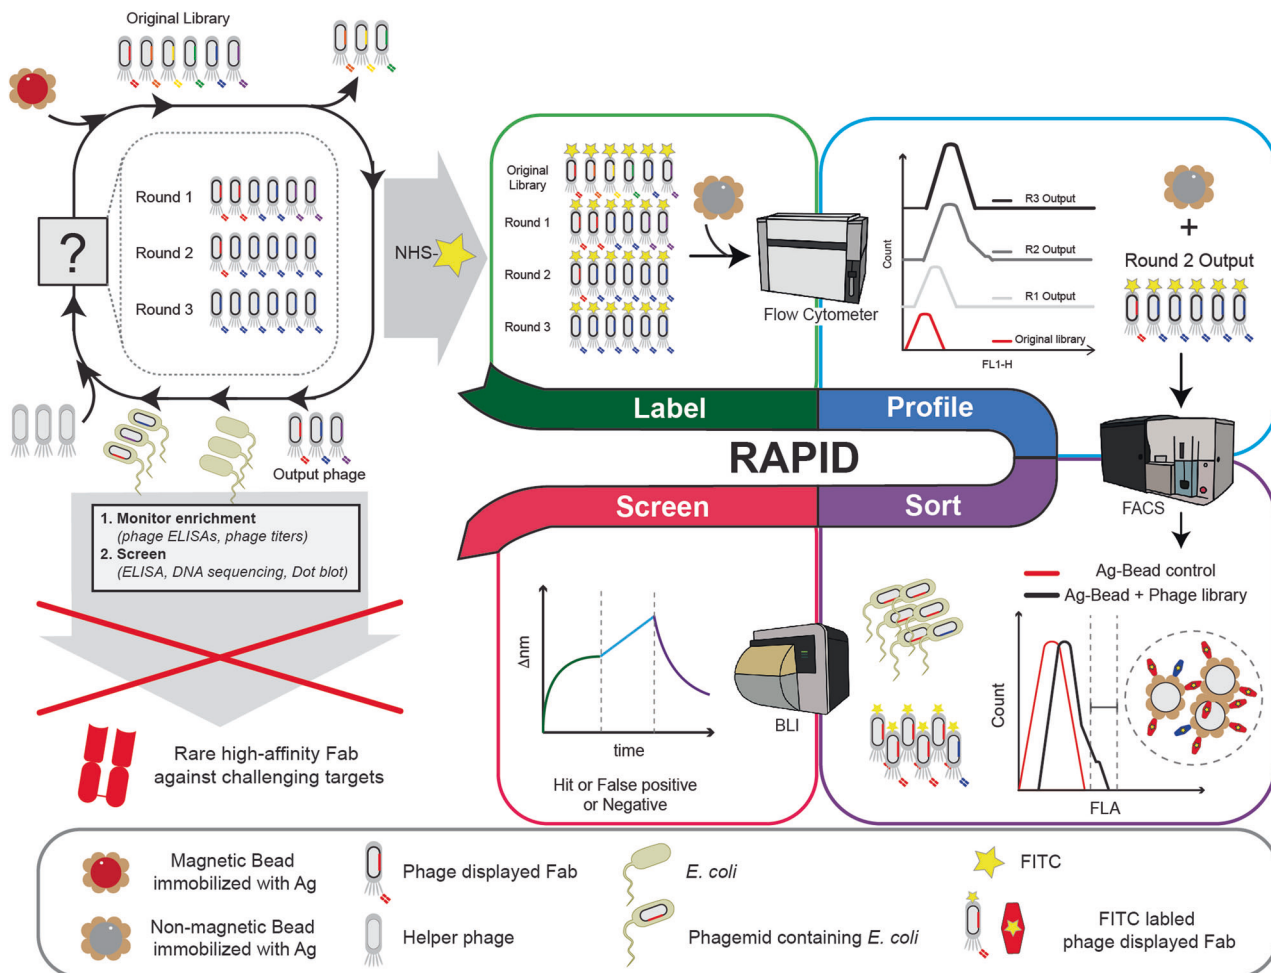 Original Library
Round 1
Round 2
Round 3
?
Output phage
1. Monitor enrichment
(phage ELISAs, phage titers)
2. Screen
(ELISA, DNA sequencing, Dot blot)
Rare high-affinity Fab
against challenging targets
NHS-
Original
Library
Round 1
Round 2
Round 3
Flow Cytometer
Count
R3 Output
R2 Output
R1 Output
Original library
FL1-H
+
Round 2 Output
Label
Profile
RAPID
Screen
Sort
FACS
Ag-Bead control
Ag-Bead + Phage library
Count
FLA
Δnm
time
BLI
Hit or False positive
or Negative
Magnetic Bead
immobilized with Ag
Non-magnetic Bead
immobilized with Ag
Phage displayed Fab
Helper phage
E. coli
Phagemid containing E. coli
FITC
FITC labled
phage displayed Fab